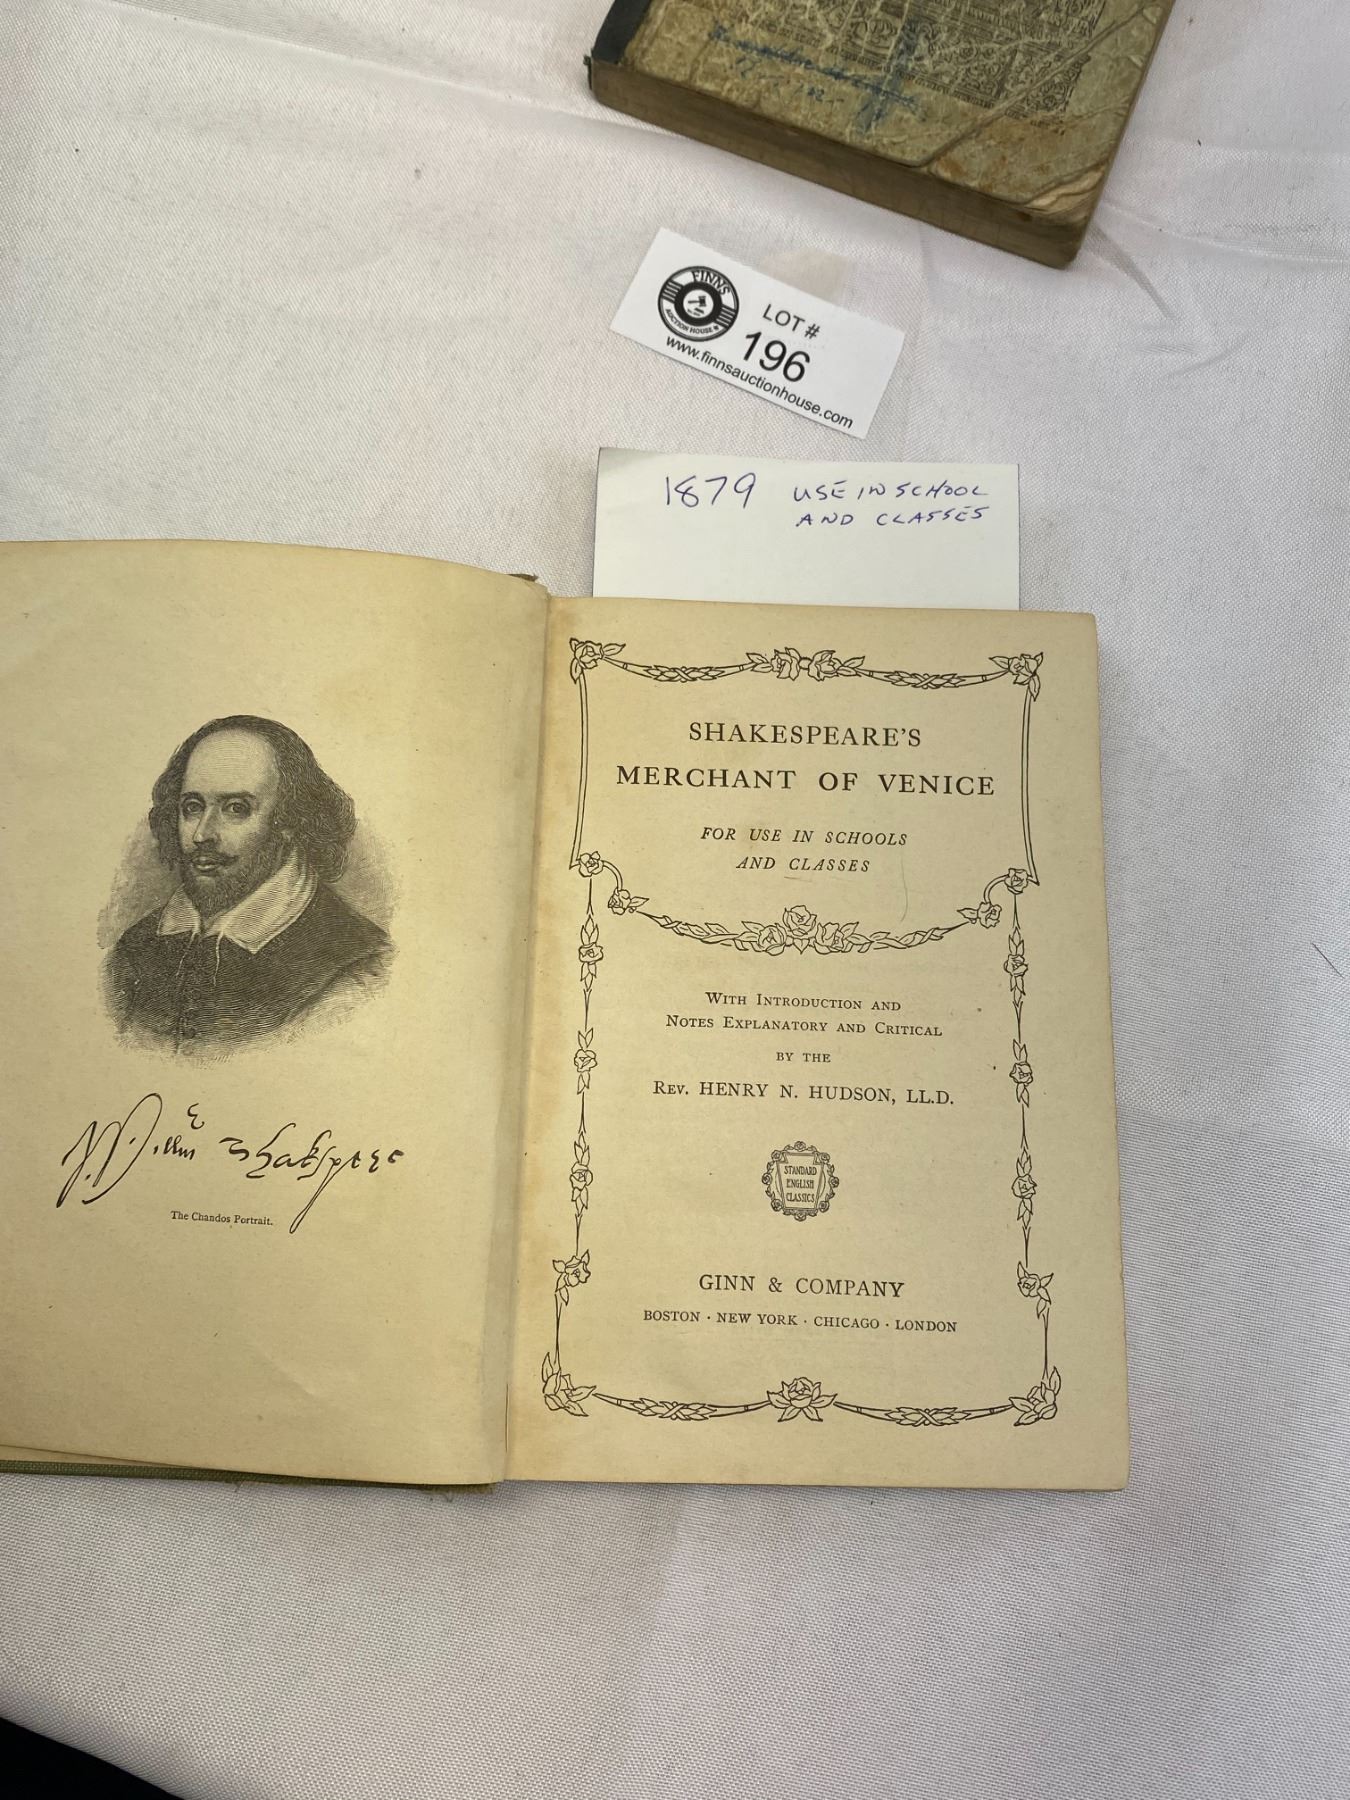 FINNS
AUCTION HOUSE
LOT #
196
www.finnsauctionhouse.com
1879 USE IN SCHOOL
AND CLASSES
SHAKESPEARE'S
MERCHANT OF VENICE
FOR USE IN SCHOOLS
AND CLASSES
WITH INTRODUCTION AND
NOTES EXPLANATORY AND CRITICAL
BY THE
REV. HENRY N. HUDSON, LL.D.
STANDARD
ENGLISH
CLASSICS
GINN & COMPANY
BOSTON · NEW YORK · CHICAGO · LONDON
The Chandos Portrait.